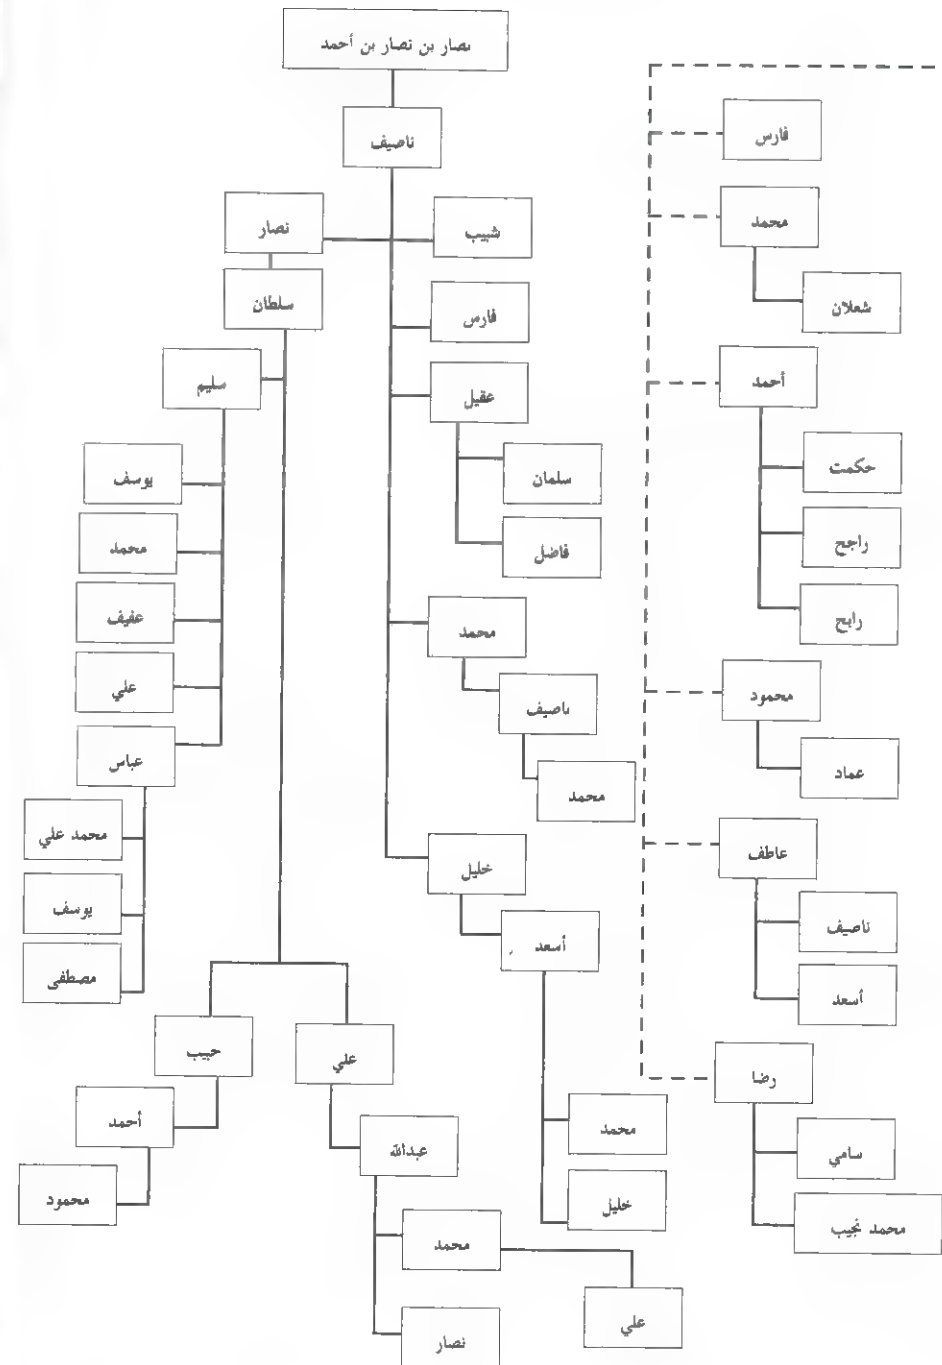 نصار بن نصار بن أحمد
ناصيف
فارس
محمد
شعلان
أحمد
حكمت
راجح
رابح
محمود
عماد
عاطف
ناصيف
أسعد
رضا
سامي
محمد نجيب
شبيب
فارس
عقيل
سلمان
فاضل
محمد
ناصيف
محمد
خليل
أسعد
محمد
خليل
نصار
سلطان
سليم
يوسف
محمد
عفيف
علي
عباس
محمد علي
يوسف
مصطفى
حبيب
أحمد
محمود
علي
عبدالله
محمد
علي
نصار